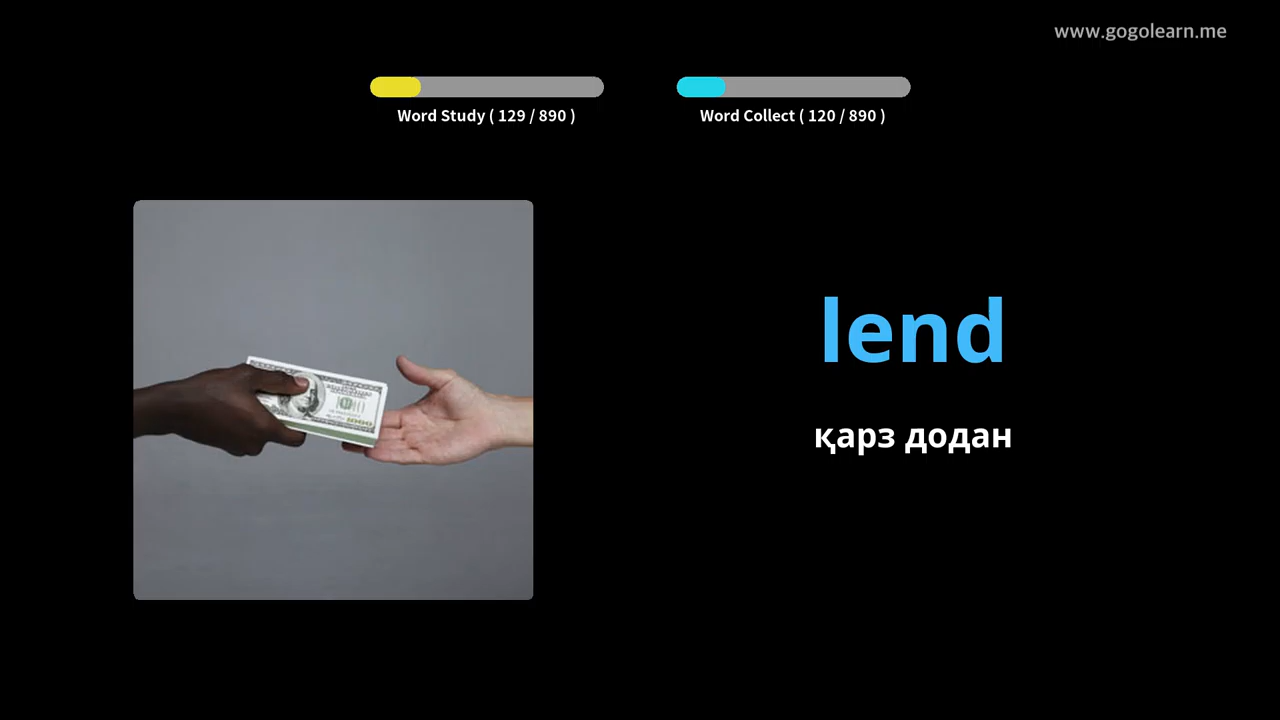 www.gogolearn.me
Word Study ( 129 / 890 )
Word Collect ( 120 / 890 )
lend
қарз додан